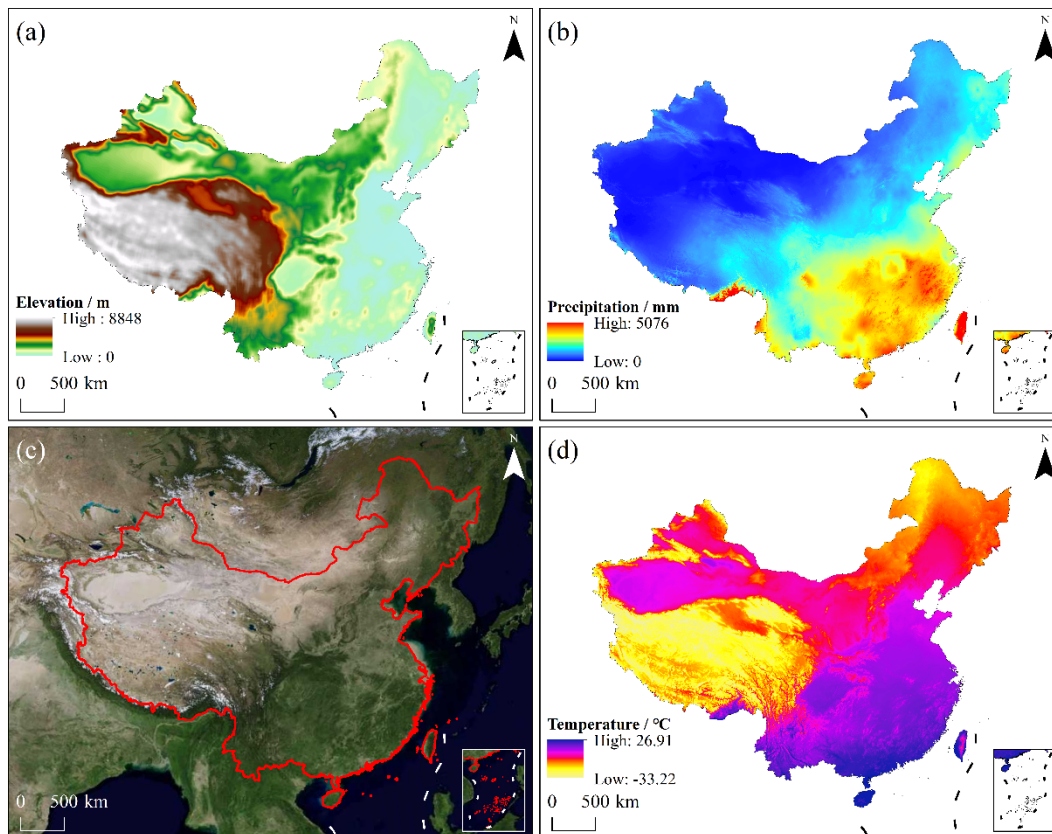 (a)
N
Elevation / m
High : 8848
Low : 0
0 500 km
(b)
N
Precipitation / mm
High: 5076
Low: 0
0 500 km
(c)
N
0 500 km
(d)
N
Temperature / °C
High: 26.91
Low: -33.22
0 500 km